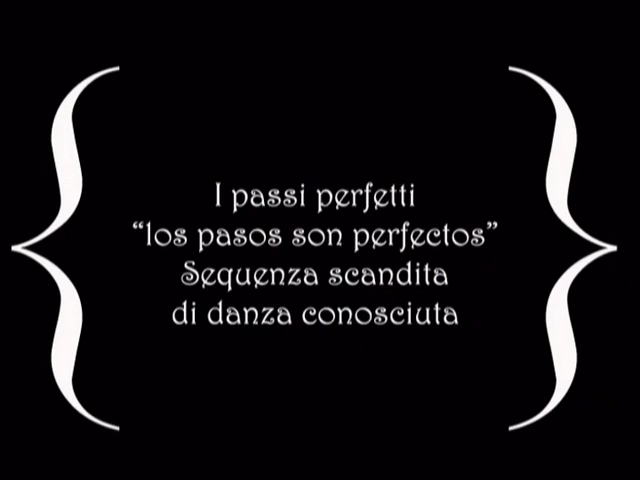 I passi perfetti
“los pasos son perfectos”
Sequenza scandita
di danza conosciuta